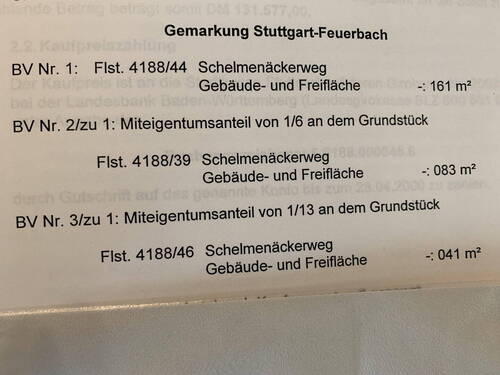 Gemarkung Stuttgart-Feuerbach
BV Nr. 1: Flst. 4188/44 Schelmenäckerweg
Gebäude- und Freifläche -: 161 m²
BV Nr. 2/zu 1: Miteigentumsanteil von 1/6 an dem Grundstück
Flst. 4188/39 Schelmenäckerweg
Gebäude- und Freifläche -: 083 m²
BV Nr. 3/zu 1: Miteigentumsanteil von 1/13 an dem Grundstück
Flst. 4188/46 Schelmenäckerweg
Gebäude- und Freifläche -: 041 m²